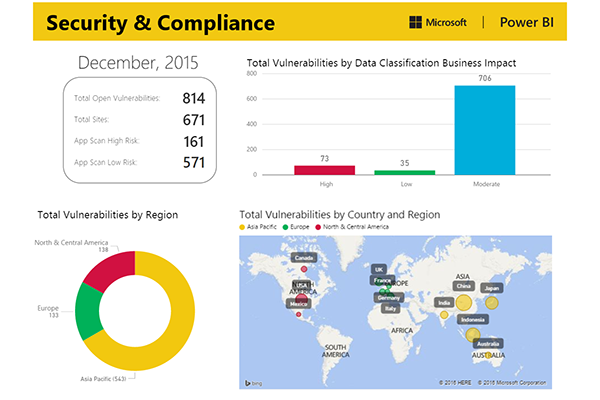 Security & Compliance
Microsoft | Power BI
December, 2015
Total Open Vulnerabilities: 814
Total Sites: 671
App Scan High Risk: 161
App Scan Low Risk: 571
Total Vulnerabilities by Data Classification Business Impact
800
600
400
200
0
73
35
706
High
Low
Moderate
Total Vulnerabilities by Region
North & Central America
138
Europe
133
Asia Pacific (543)
Total Vulnerabilities by Country and Region
Asia Pacific Europe North & Central America
Canada
USA
Mexico
UK
France
Germany
Italy
EUROPE
ASIA
China
Japan
India
Indonesia
Australia
AFRICA
SOUTH
AMERICA
AUSTRALIA
bing
© 2016 HERE © 2016 Microsoft Corporation